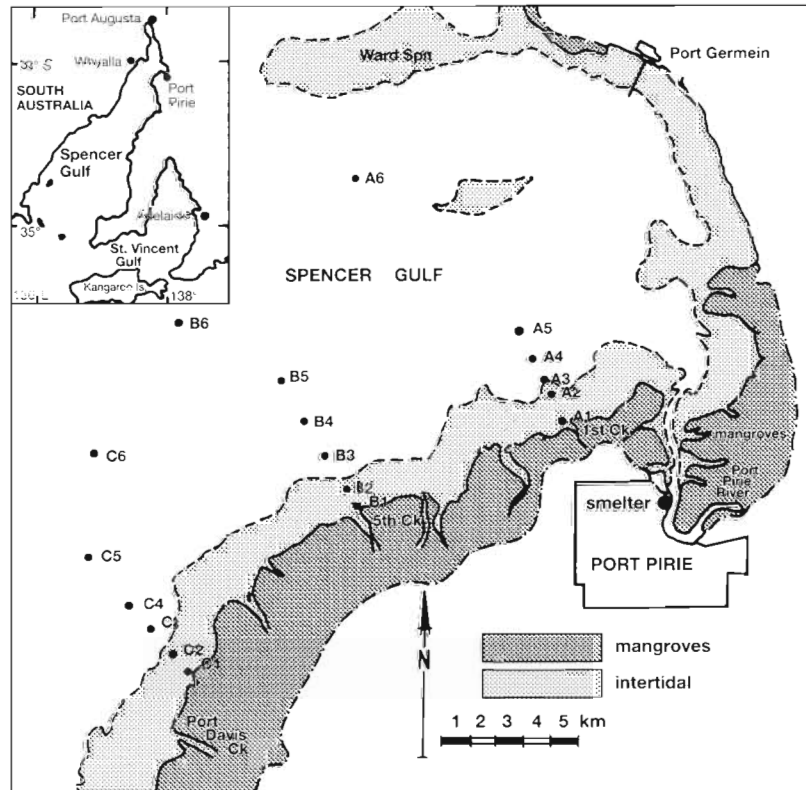 Port Augusta
Whyalla
SOUTH
AUSTRALIA
Port
Pirie
Spencer
Gulf
Adelaide
35°
St. Vincent
Gulf
Kangaroo Is.
138°
Ward Spit
Port Germein
A6
SPENCER GULF
B6
A5
A4
B5
A3
A2
B4
A1
1st Ck
mangroves
C6
B3
Port
Pirie
River
B2
B1
smelter
5th Ck
C5
PORT PIRIE
C4
C2
C1
N
mangroves
intertidal
Port
Davis
Ck
1 2 3 4 5 km